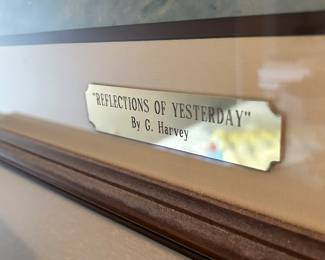 "REFLECTIONS OF YESTERDAY"
By G. Harvey